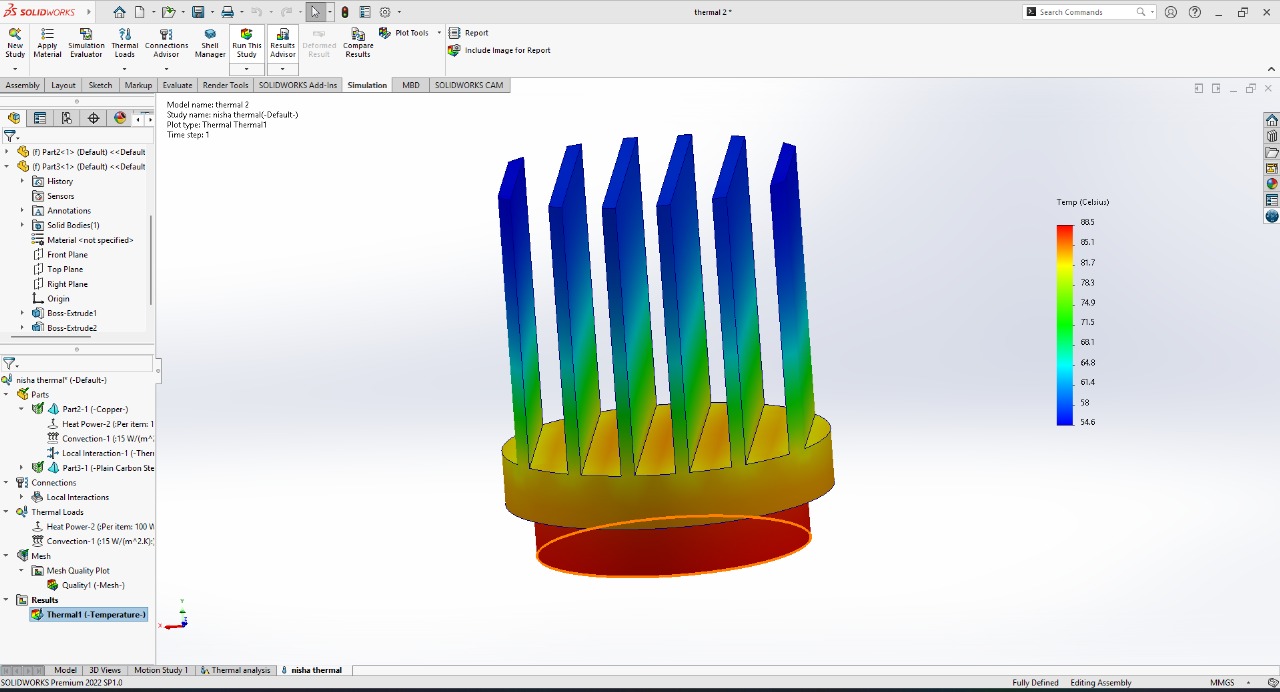 SOLIDWORKS
thermal 2 *
Search Commands
New Study
Apply Material
Simulation Evaluator
Thermal Loads
Connections Advisor
Shell Manager
Run This Study
Results Advisor
Deformed Result
Compare Results
Plot Tools
Report
Include Image for Report
Assembly Layout Sketch Markup Evaluate Render Tools SOLIDWORKS Add-Ins Simulation MBD SOLIDWORKS CAM
Model name: thermal 2
Study name: nisha thermal(-Default-)
Plot type: Thermal Thermal1
Time step: 1
(f) Part2<1> (Default) <<Default
(f) Part3<1> (Default) <<Default
History
Sensors
Annotations
Solid Bodies(1)
Material <not specified>
Front Plane
Top Plane
Right Plane
Origin
Boss-Extrude1
Boss-Extrude2
nisha thermal* (-Default-)
Parts
Part2-1 (-Copper-)
Heat Power-2 (:Per item: 1
Convection-1 (:15 W/(m^2
Local Interaction-1 (-Ther
Part3-1 (-Plain Carbon Ste
Connections
Local Interactions
Thermal Loads
Heat Power-2 (:Per item: 100 W
Convection-1 (:15 W/(m^2.K):
Mesh
Mesh Quality Plot
Quality1 (-Mesh-)
Results
Thermal1 (-Temperature-)
Temp (Celsius)
88.5
85.1
81.7
78.3
74.9
71.5
68.1
64.8
61.4
58
54.6
Y
X
Z
Model 3D Views Motion Study 1 Thermal analysis nisha thermal
SOLIDWORKS Premium 2022 SP1.0
Fully Defined Editing Assembly MMGS